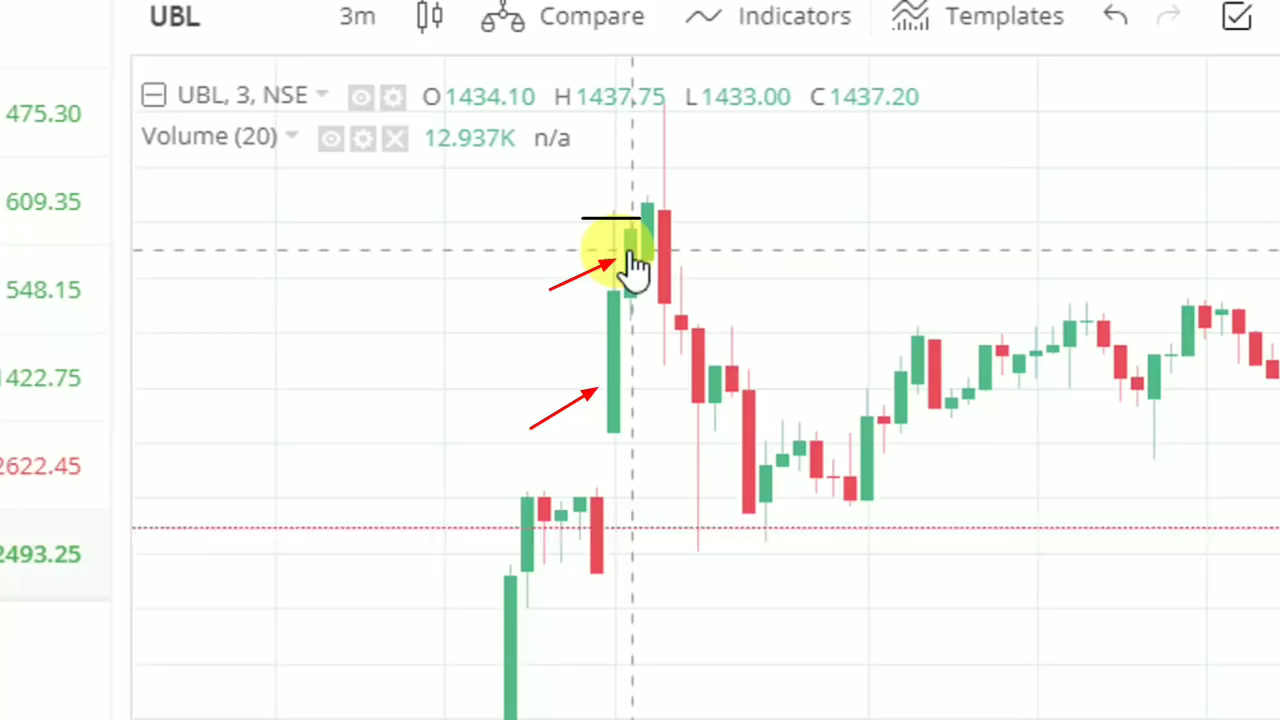 UBL 3m Compare Indicators Templates
UBL, 3, NSE O1434.10 H1437.75 L1433.00 C1437.20
Volume (20) 12.937K n/a
475.30
609.35
548.15
1422.75
2622.45
2493.25